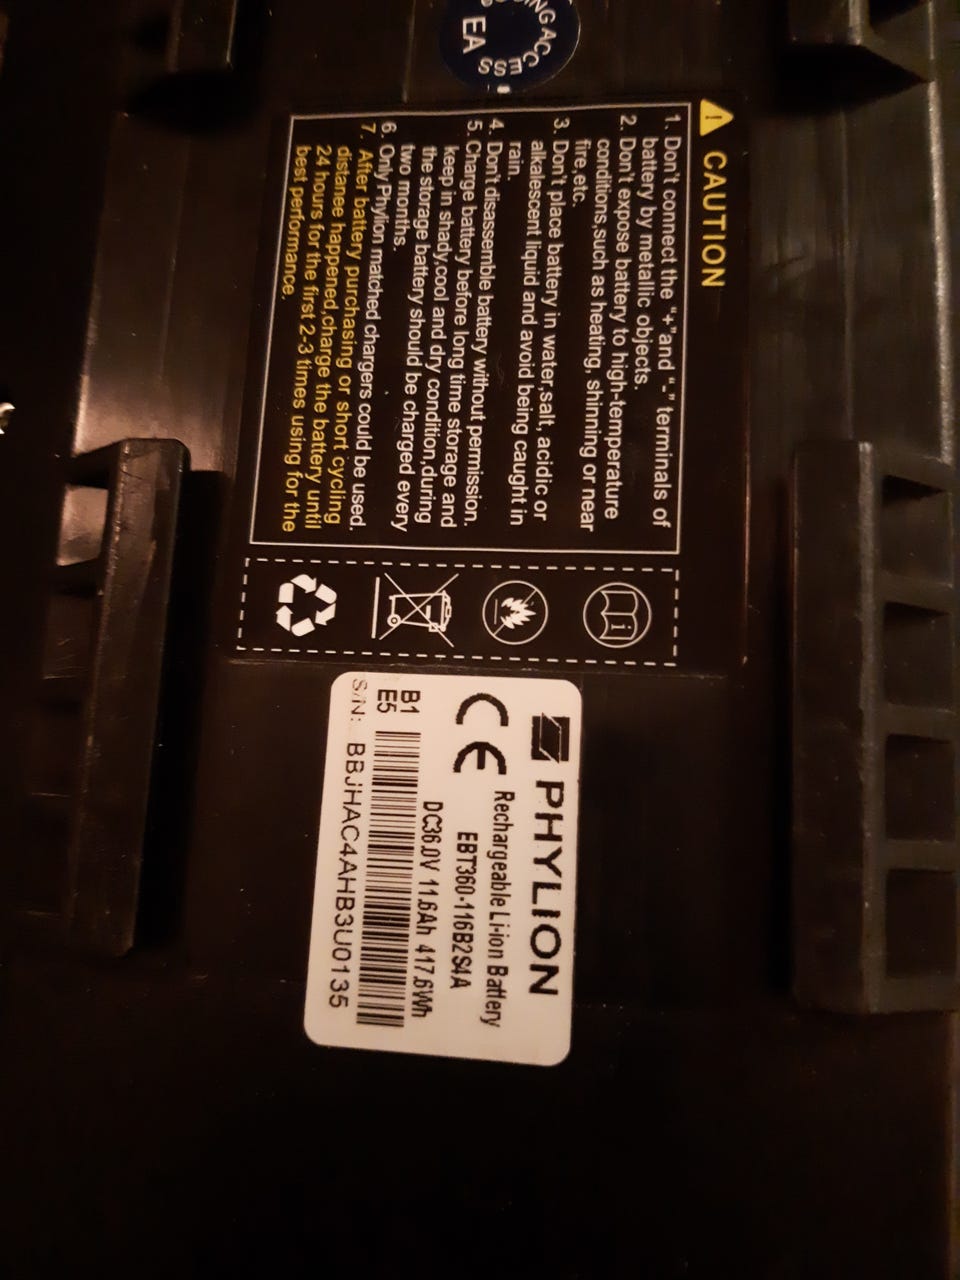 NG ACCESS
EA
CAUTION
1. Don't connect the "+"and "-" terminals of
battery by metallic objects.
2. Don't expose battery to high-temperature
conditions,such as heating, shinning or near
fire,etc.
3. Don't place battery in water,salt, acidic or
alkalescent liquid and avoid being caught in
rain.
4. Don't disassemble battery without permission.
5. Charge battery before long time storage and
keep in shady,cool and dry condition,during
the storage battery should be charged every
two months.
6. Only Phylion matched chargers could be used.
7. After battery purchasing or short cycling
distanee happened,charge the battery until
24 hours for the first 2-3 times using for the
best performance.
PHYLION
CE
Rechargeable Li-ion Battery
EBT360-116B2S4A
DC36.0V 11.6Ah 417.6Wh
B1
E5
S/N: BBJHAC4AHB3U0135